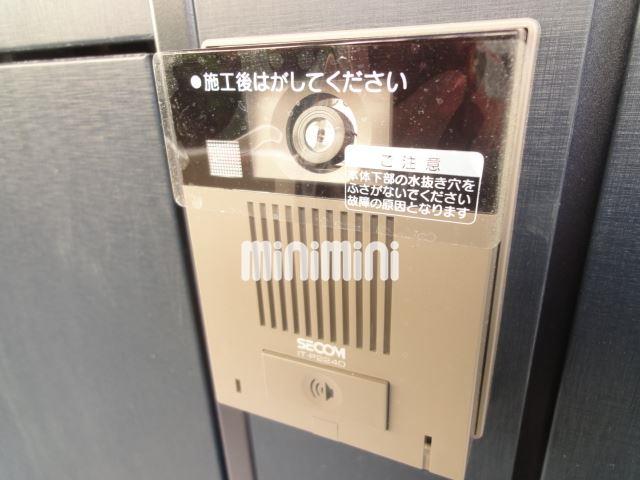 ●施工後はがしてください
ご注意
本体下部の水抜き穴を
ふさがないでください
故障の原因となります
minimini
SECOM
IT-P2240